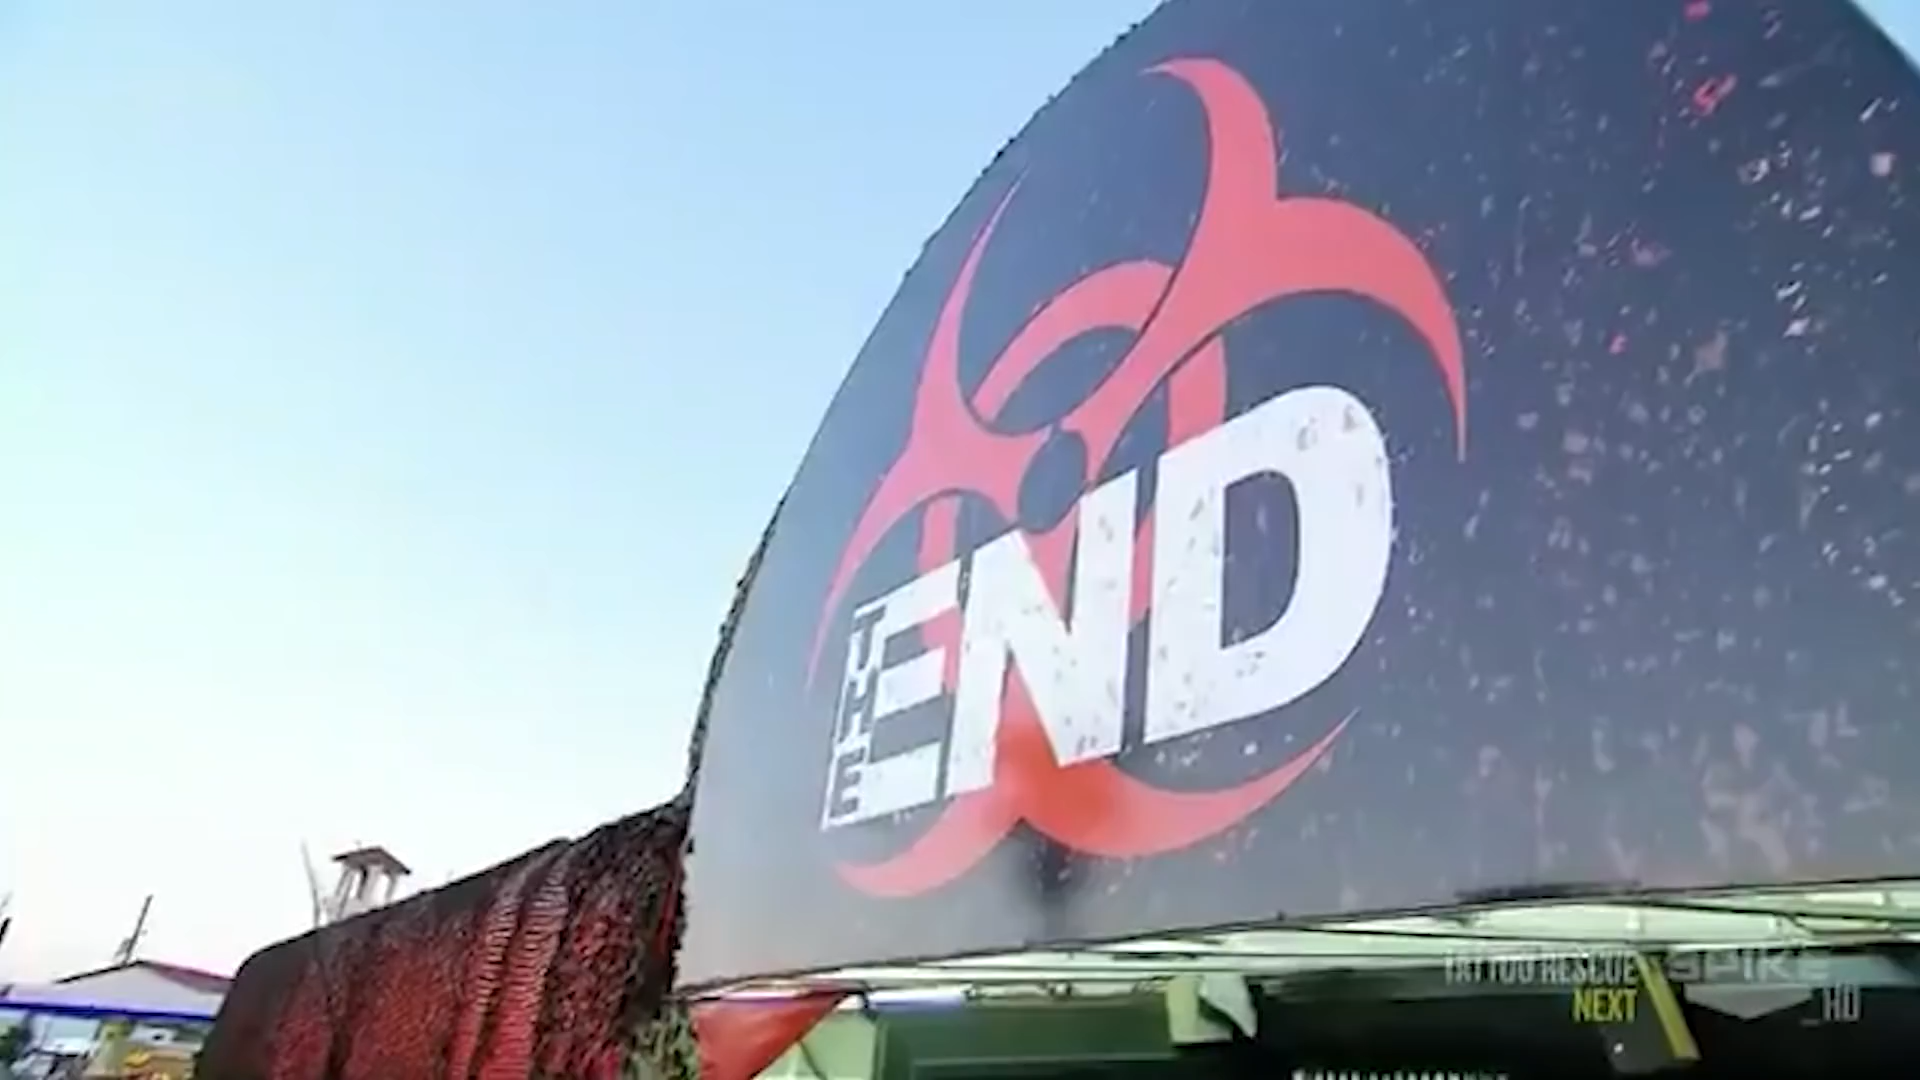 THE
END
TATTOO RESCUE
NEXT
SPIKE
HD